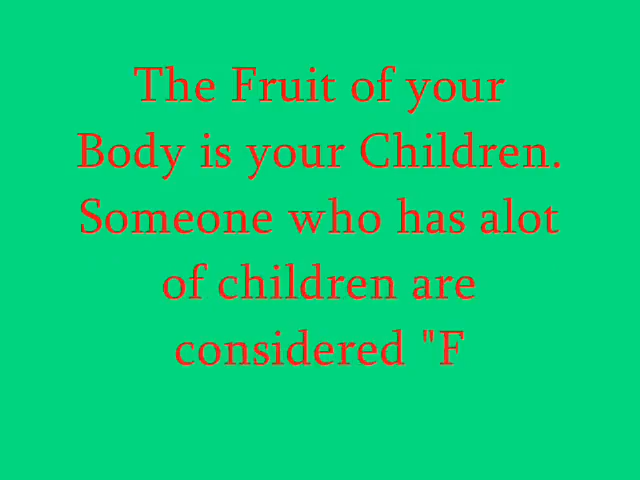 The Fruit of your
Body is your Children.
Someone who has alot
of children are
considered "F